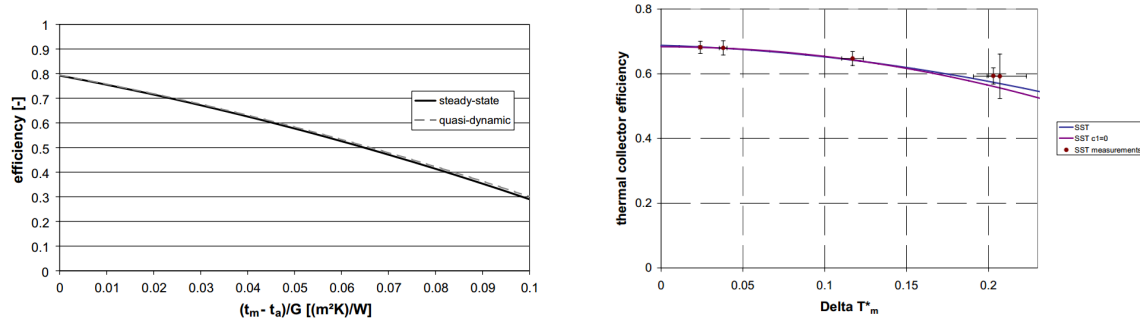 1
0.9
0.8
0.7
0.6
0.5
0.4
0.3
0.2
0.1
0
efficiency [-]
steady-state
quasi-dynamic
0 0.01 0.02 0.03 0.04 0.05 0.06 0.07 0.08 0.09 0.1
(tm - ta)/G [(m²K)/W]
0.8
0.6
0.4
0.2
0
thermal collector efficiency
SST
SST c1=0
SST measurements
0 0.05 0.1 0.15 0.2
Delta T*m